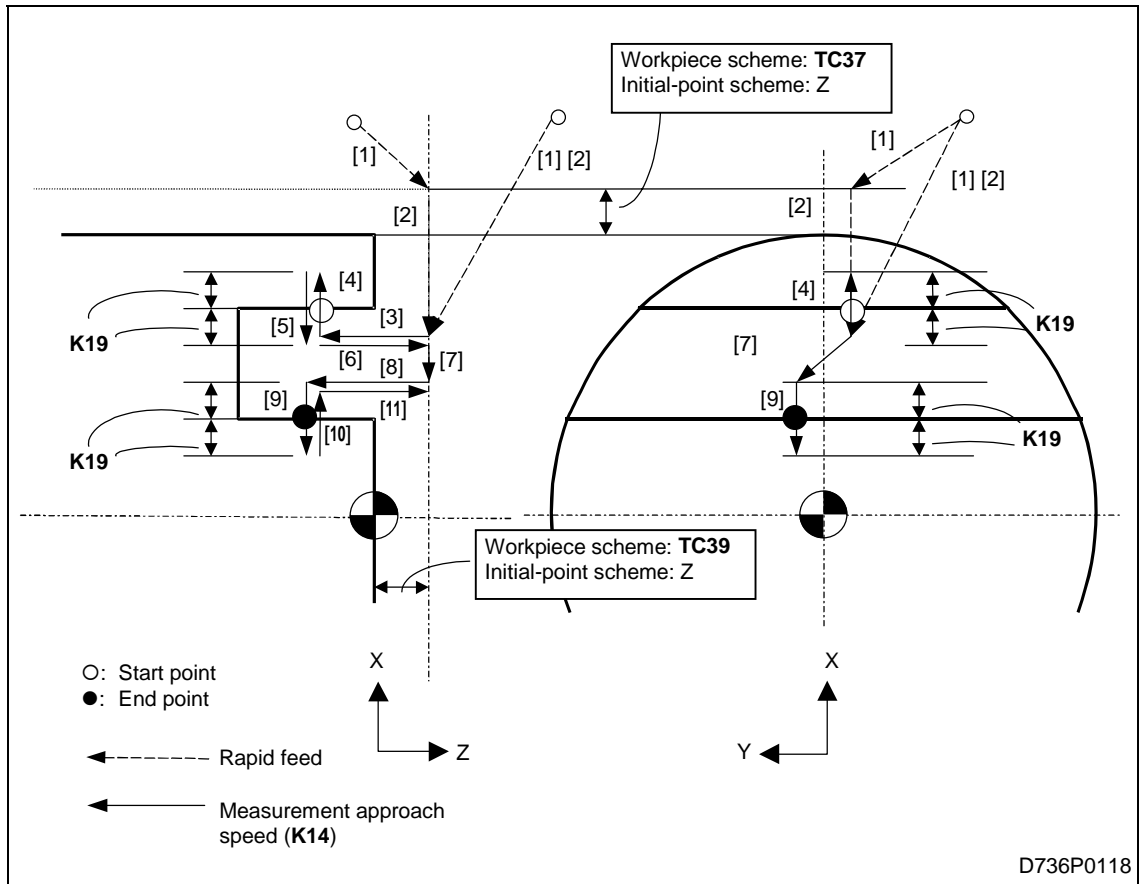 Workpiece scheme: TC37
Initial-point scheme: Z
[1]
[1] [2]
[1]
[1] [2]
[2]
[2]
[4]
[4]
[3]
[5]
K19
K19
[6]
[7]
[7]
[8]
[9]
[9]
[11]
[10]
K19
K19
Workpiece scheme: TC39
Initial-point scheme: Z
X
X
Z
Y
○: Start point
●: End point
Rapid feed
Measurement approach
speed (K14)
D736P0118